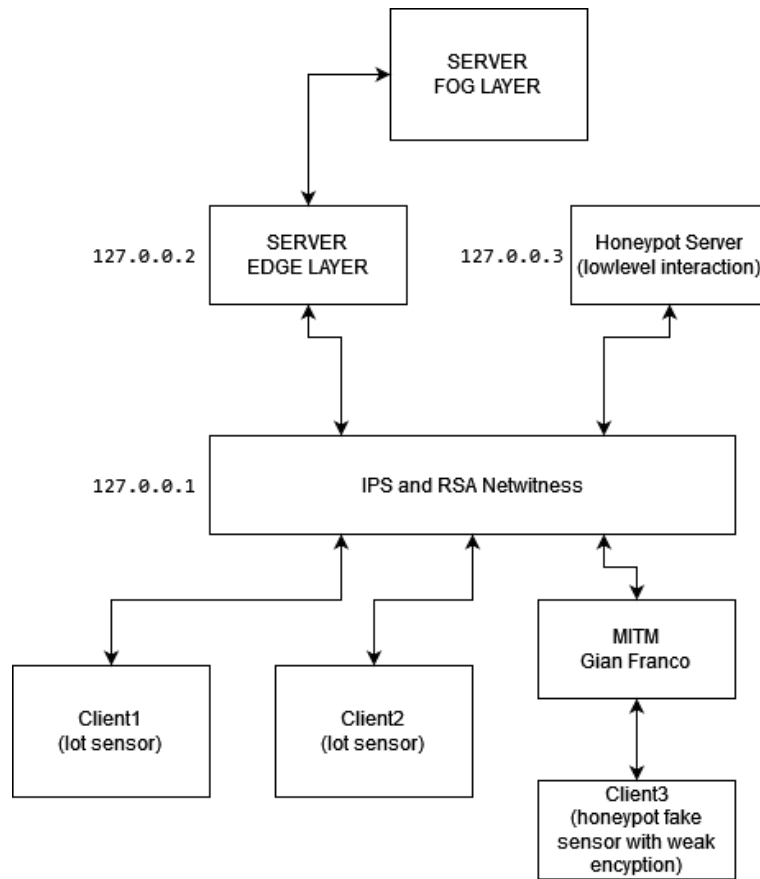 SERVER
FOG LAYER
127.0.0.2
SERVER
EDGE LAYER
127.0.0.3
Honeypot Server
(lowlevel interaction)
127.0.0.1
IPS and RSA Netwitness
Client1
(Iot sensor)
Client2
(Iot sensor)
MITM
Gian Franco
Client3
(honeypot fake
sensor with weak
encyption)